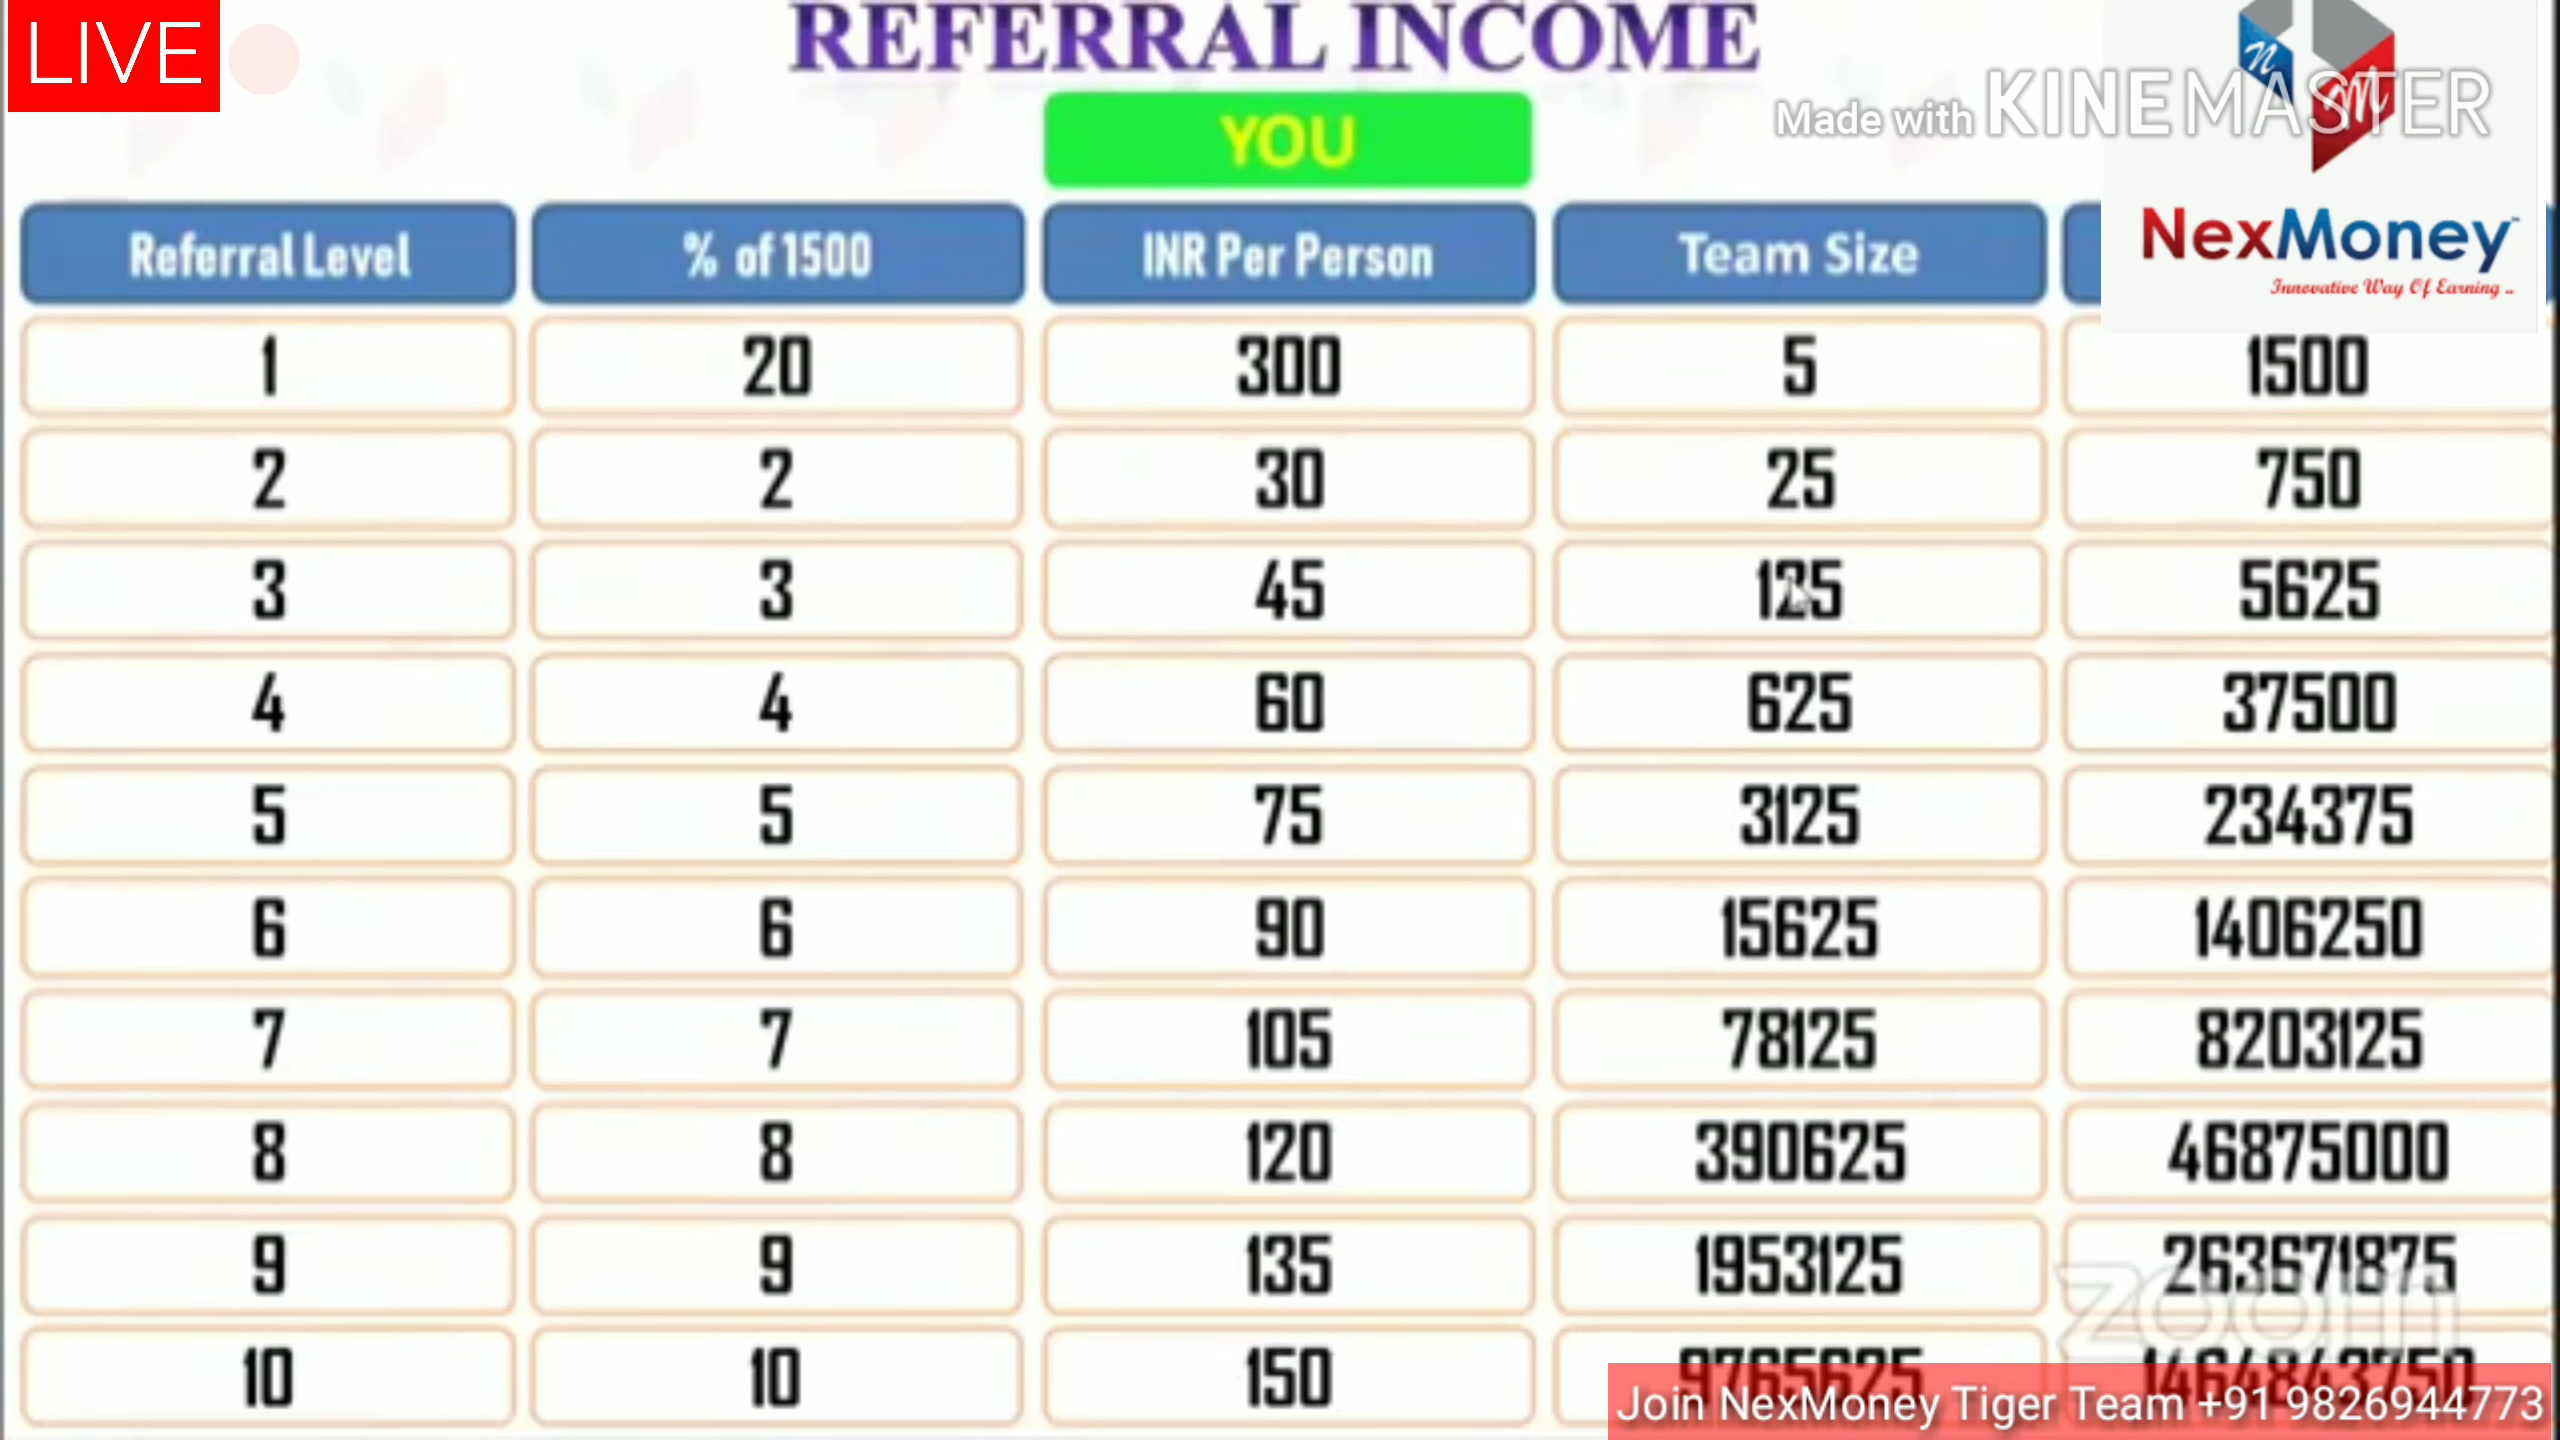 LIVE
REFERRAL INCOME
Made with KINEMASTER
YOU
NexMoney
Innovative Way Of Earning ..
Referral Level % of 1500 INR Per Person Team Size
1 20 300 5 1500
2 2 30 25 750
3 3 45 125 5625
4 4 60 625 37500
5 5 75 3125 234375
6 6 90 15625 1406250
7 7 105 78125 8203125
8 8 120 390625 46875000
9 9 135 1953125 263671875
zoom
10 10 150 9765625 1464843750
Join NexMoney Tiger Team +91 9826944773